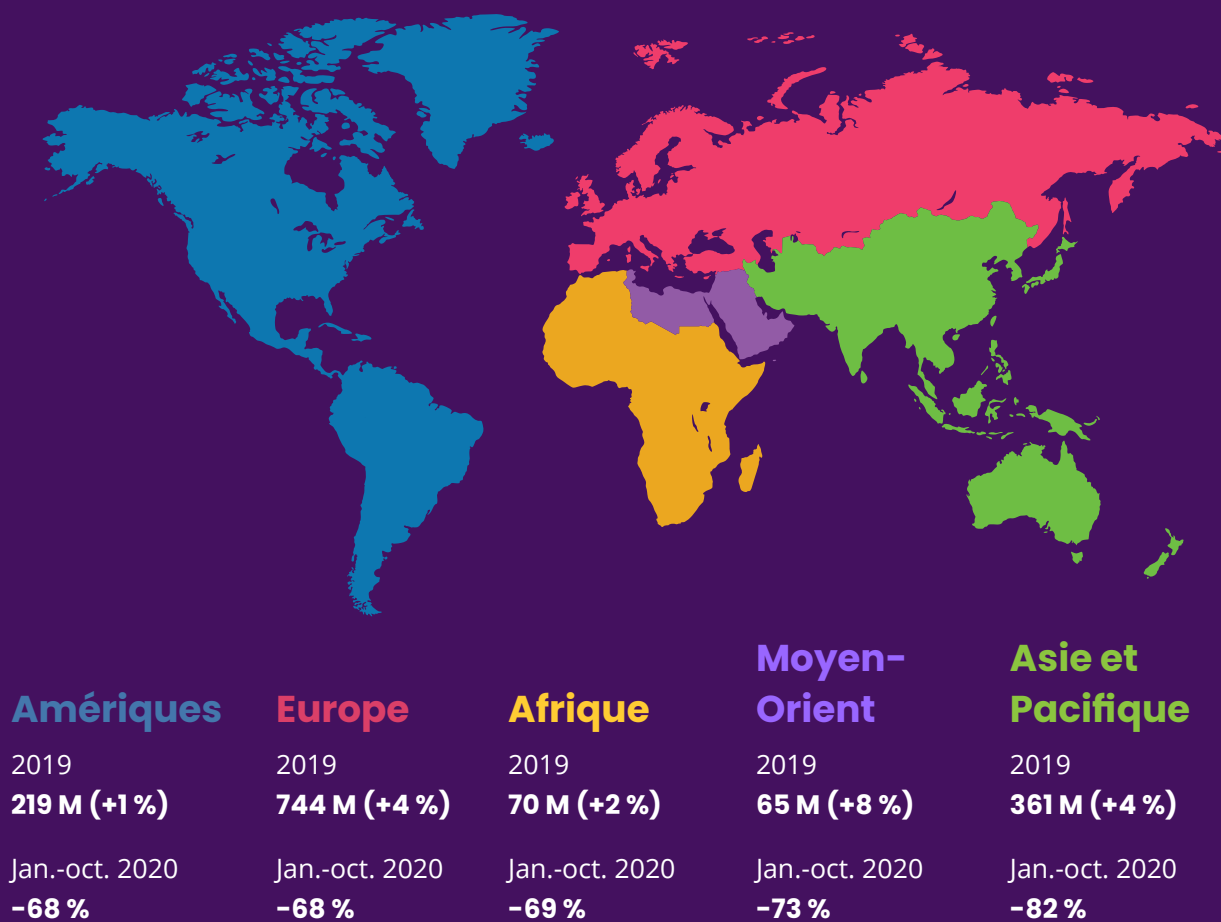 Amériques
2019
219 M (+1 %)
Jan.-oct. 2020
-68 %
Europe
2019
744 M (+4 %)
Jan.-oct. 2020
-68 %
Afrique
2019
70 M (+2 %)
Jan.-oct. 2020
-69 %
Moyen-
Orient
2019
65 M (+8 %)
Jan.-oct. 2020
-73 %
Asie et
Pacifique
2019
361 M (+4 %)
Jan.-oct. 2020
-82 %